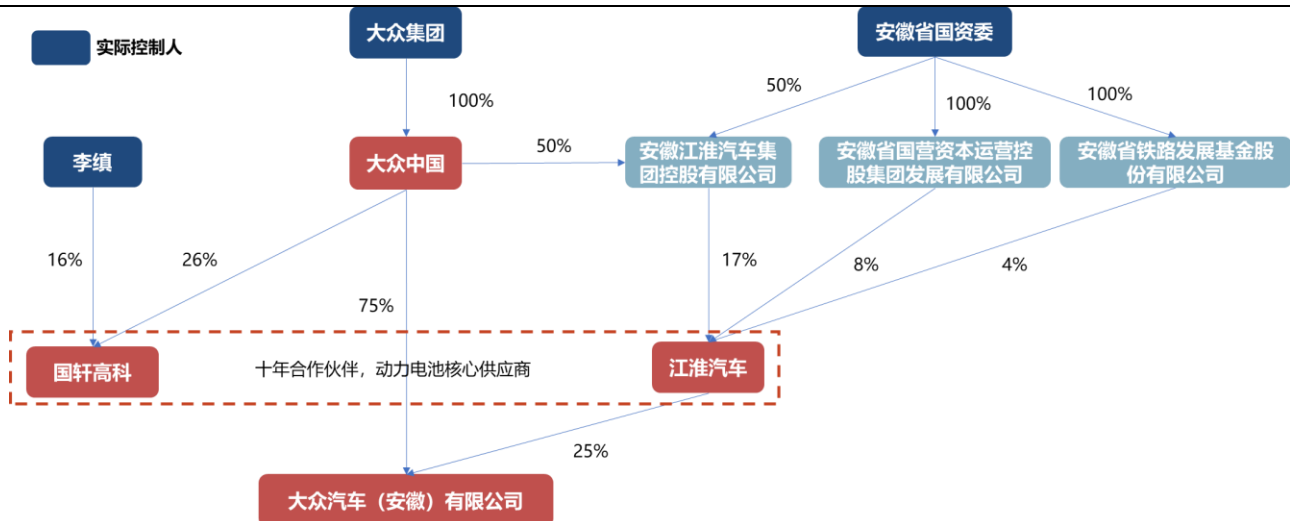 实际控制人
大众集团
安徽省国资委
100%
50%
100%
100%
李缜
大众中国
50%
安徽江淮汽车集
团控股有限公司
安徽省国营资本运营控
股集团发展有限公司
安徽省铁路发展基金股
份有限公司
16%
26%
75%
17%
8%
4%
国轩高科
十年合作伙伴，动力电池核心供应商
江淮汽车
25%
大众汽车（安徽）有限公司